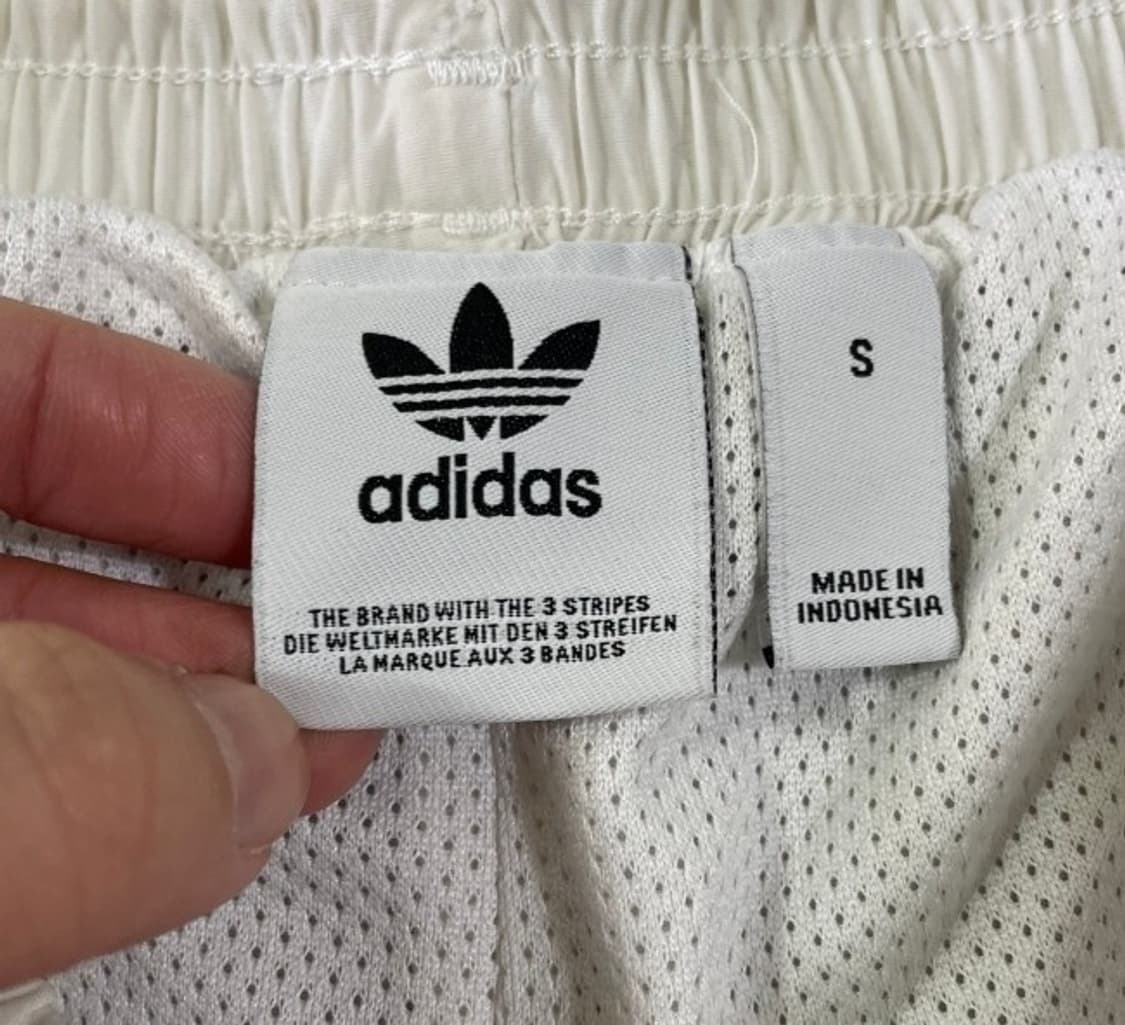 adidas
THE BRAND WITH THE 3 STRIPES
DIE WELTMARKE MIT DEN 3 STREIFEN
LA MARQUE AUX 3 BANDES
S
MADE IN
INDONESIA